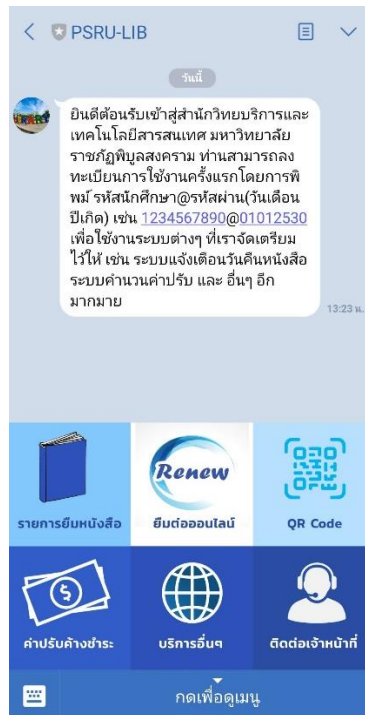 PSRU-LIB
วันนี้
ยินดีต้อนรับเข้าสู่สำนักวิทยบริการและ
เทคโนโลยีสารสนเทศ มหาวิทยาลัย
ราชภัฏพิบูลสงคราม ท่านสามารถลง
ทะเบียนการใช้งานครั้งแรกโดยการพิ
พม์ รหัสนักศึกษา@รหัสผ่าน(วันเดือน
ปีเกิด) เช่น 1234567890@01012530
เพื่อใช้งานระบบต่างๆ ที่เราจัดเตรียม
ไว้ให้ เช่น ระบบแจ้งเตือนวันคืนหนังสือ
ระบบคำนวนค่าปรับ และ อื่นๆ อีก
มากมาย
13:23 น.
รายการยืมหนังสือ
Renew
ยืมต่อออนไลน์
QR Code
ค่าปรับค้างชำระ
บริการอื่นๆ
ติดต่อเจ้าหน้าที่
กดเพื่อดูเมนู